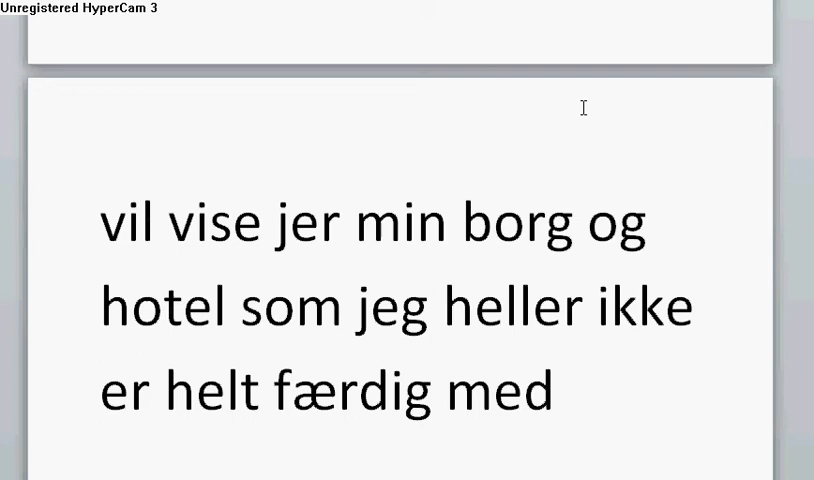 Unregistered HyperCam 3
vil vise jer min borg og
hotel som jeg heller ikke
er helt færdig med